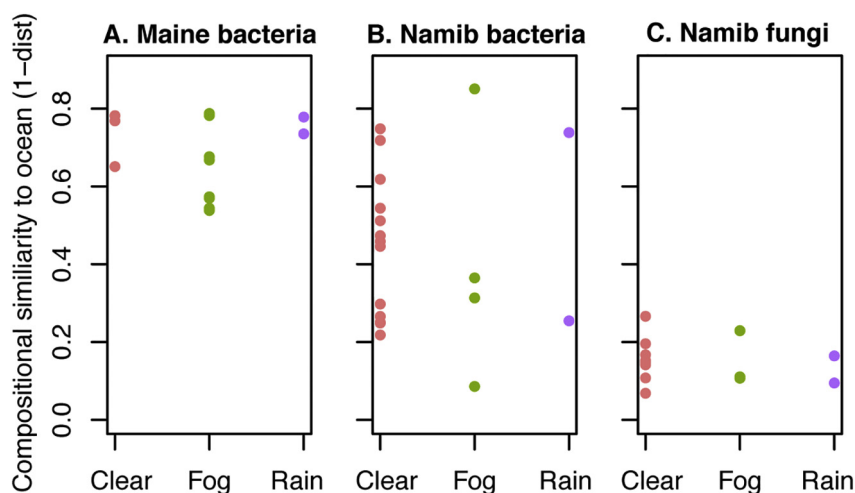 A. Maine bacteria
B. Namib bacteria
C. Namib fungi
Compositional similiarity to ocean (1−dist)
0.8
0.6
0.4
0.2
0.0
Clear Fog Rain
Clear Fog Rain
Clear Fog Rain